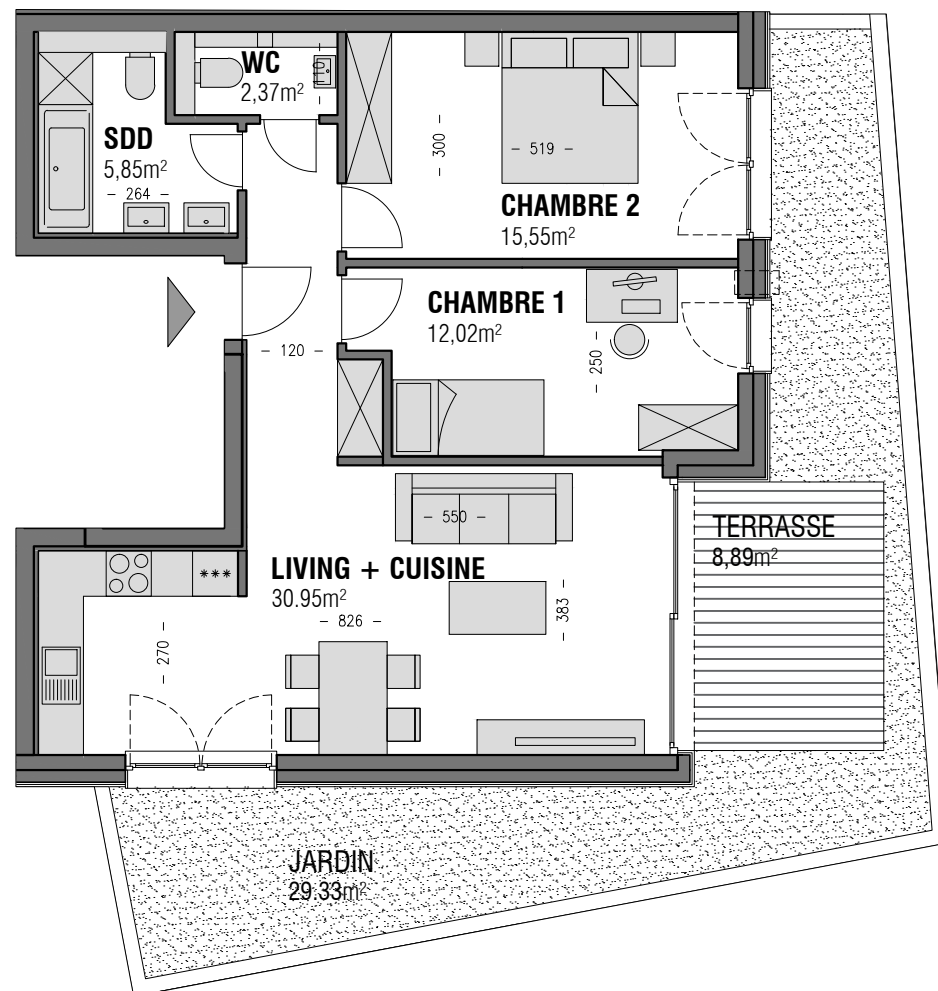 WC
2,37m²
SDD
5,85m²
– 264 –
– 300 –
– 519 –
CHAMBRE 2
15,55m²
CHAMBRE 1
12,02m²
– 120 –
– 250 –
– 550 –
TERRASSE
8,89m²
***
LIVING + CUISINE
30.95m²
– 826 –
– 383 –
– 270 –
JARDIN
29.33m²